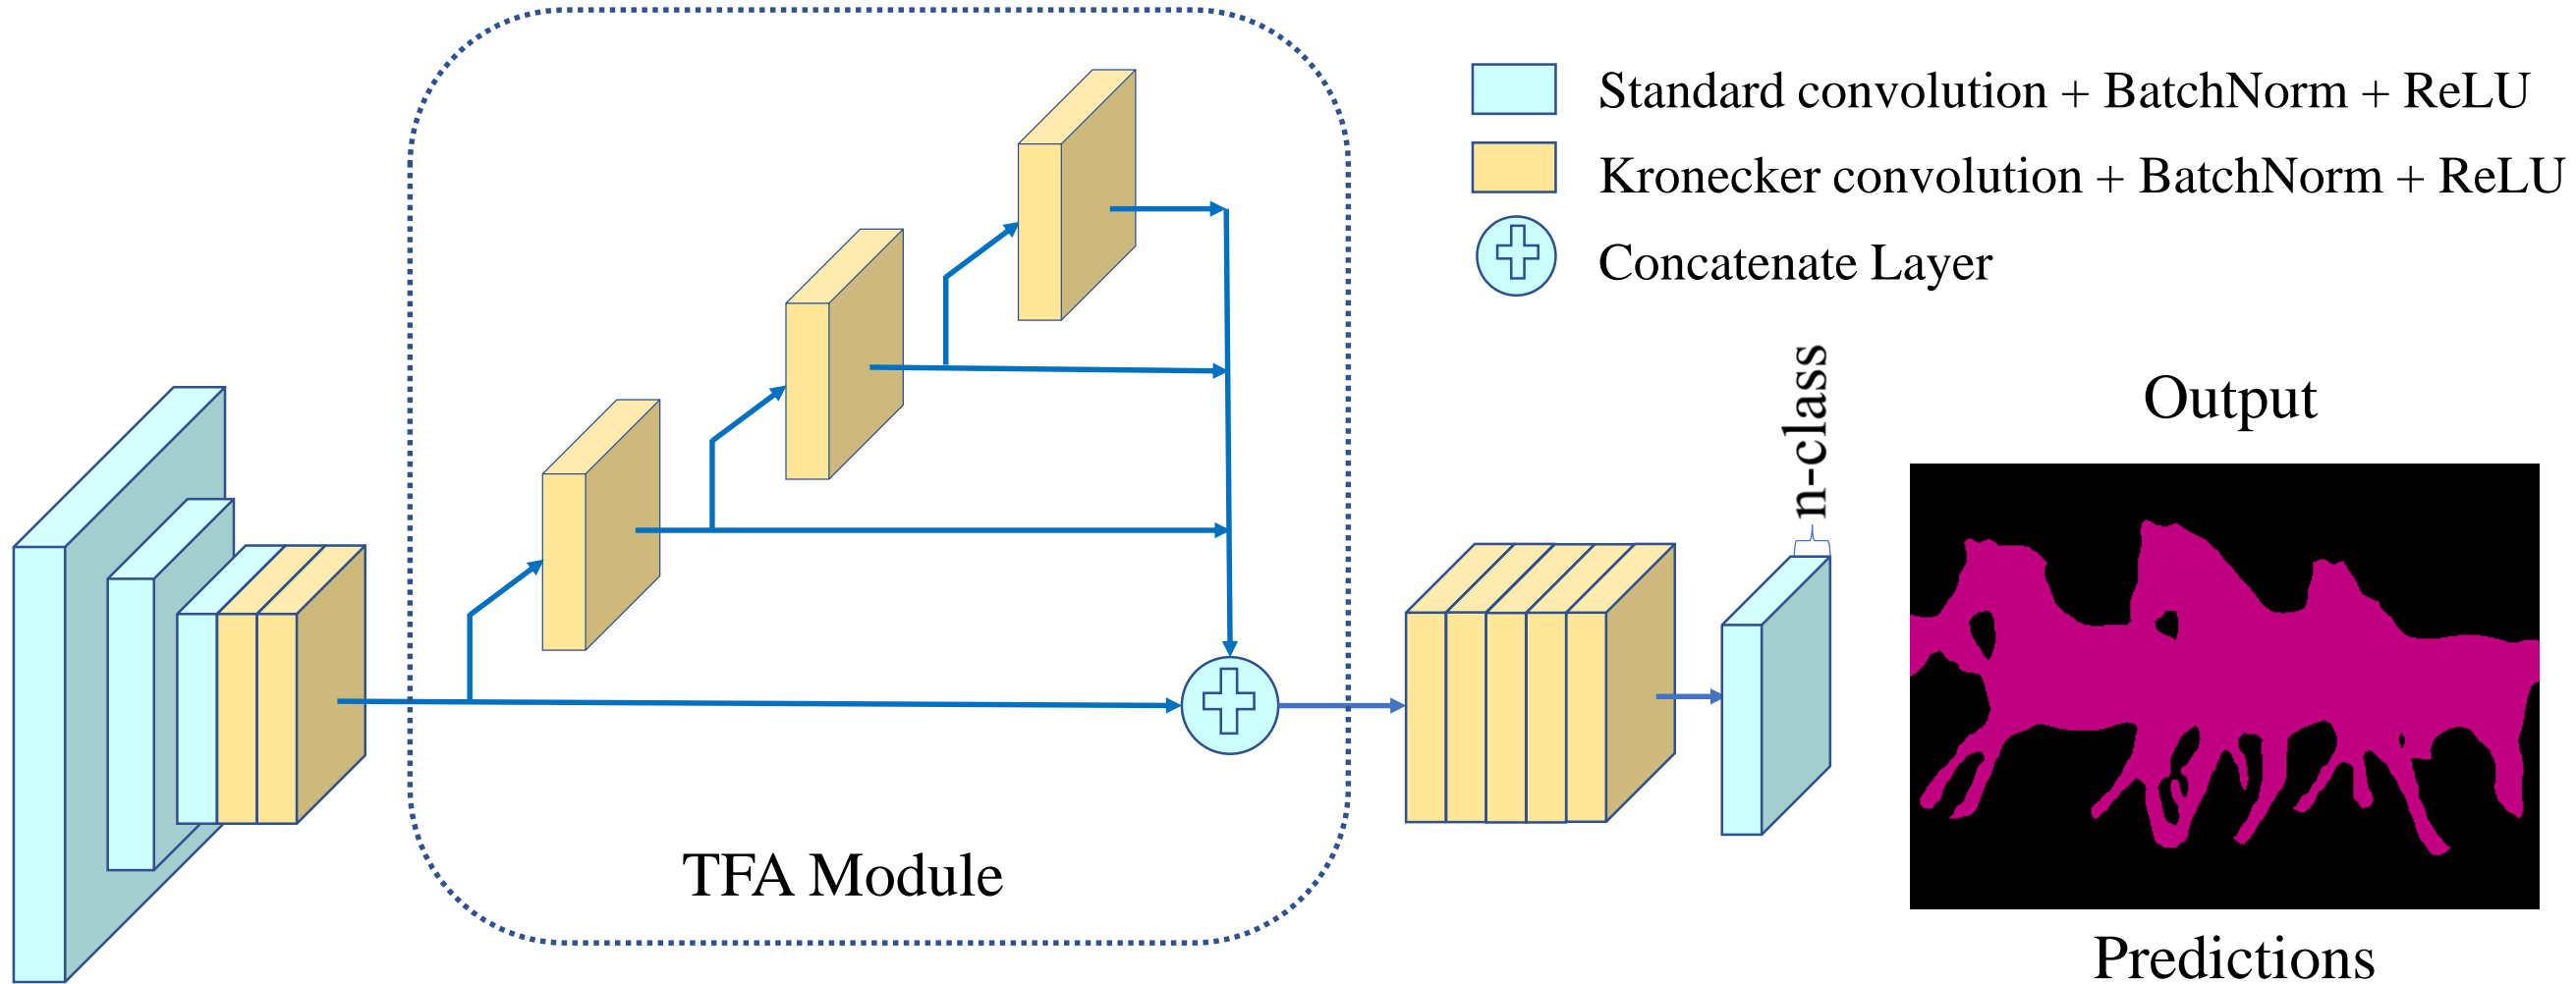 Standard convolution + BatchNorm + ReLU
Kronecker convolution + BatchNorm + ReLU
Concatenate Layer
n-class
Output
TFA Module
Predictions